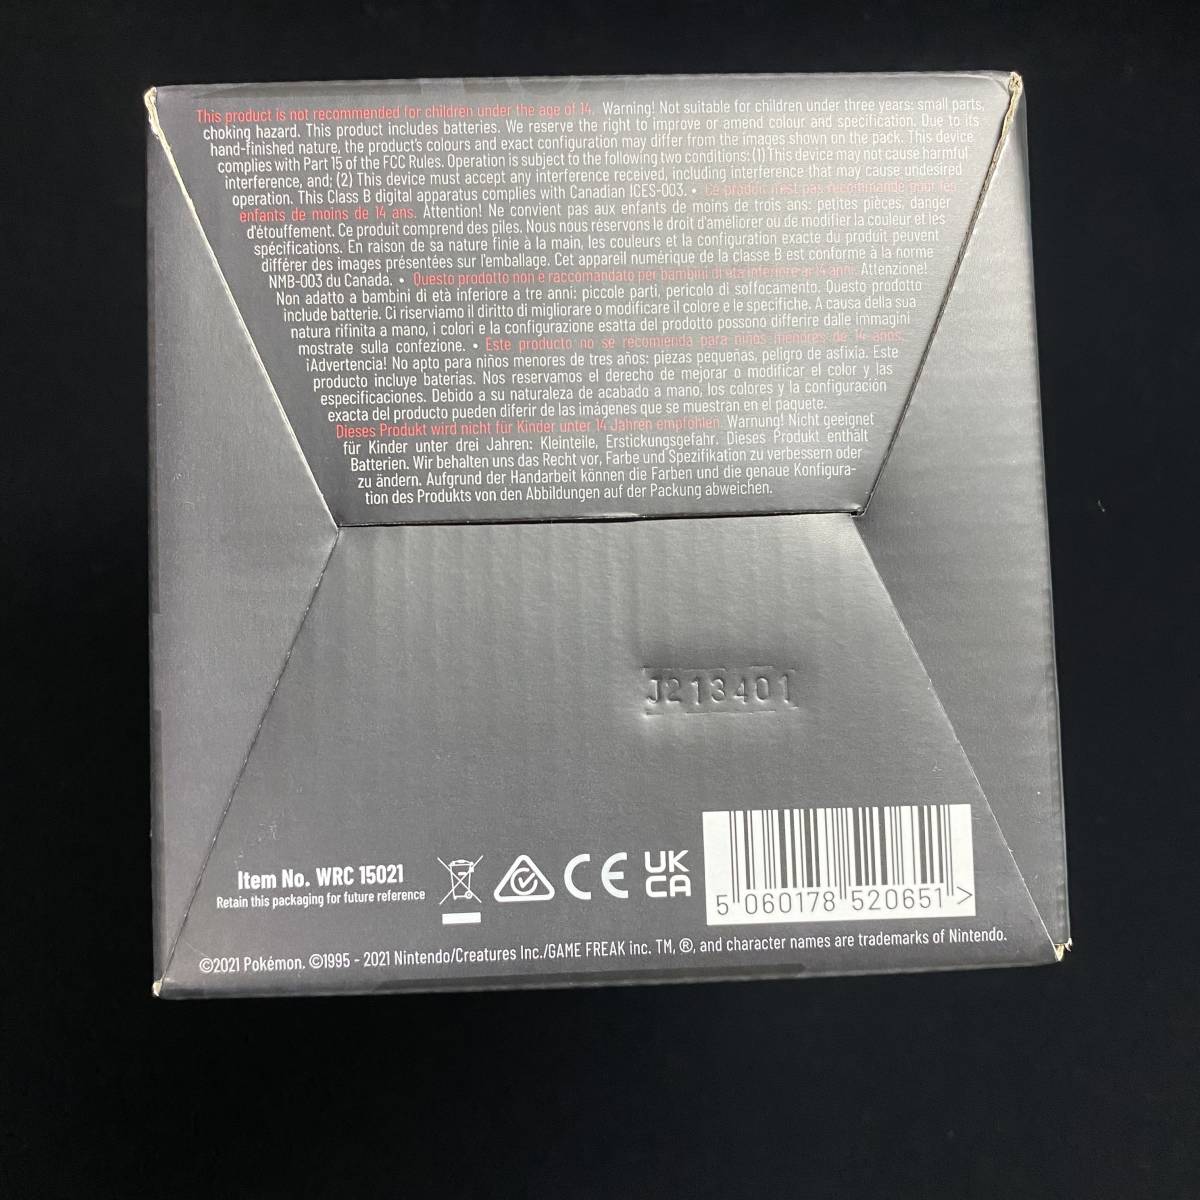 This product is not recommended for children under the age of 14. Warning! Not suitable for children under three years: small parts,
choking hazard. This product includes batteries. We reserve the right to improve or amend colour and specification. Due to its
hand-finished nature, the product's colours and exact configuration may differ from the images shown on the pack. This device
complies with Part 15 of the FCC Rules. Operation is subject to the following two conditions: (1) This device may not cause harmful
interference, and; (2) This device must accept any interference received, including interference that may cause undesired
operation. This Class B digital apparatus complies with Canadian ICES-003. • Ce produit n'est pas recommandé pour les
enfants de moins de 14 ans. Attention! Ne convient pas aux enfants de moins de trois ans: petites pièces, danger
d'étouffement. Ce produit comprend des piles. Nous nous réservons le droit d'améliorer ou de modifier la couleur et les
spécifications. En raison de sa nature finie à la main, les couleurs et la configuration exacte du produit peuvent
différer des images présentées sur l'emballage. Cet appareil numérique de la classe B est conforme à la norme
NMB-003 du Canada. • Questo prodotto non è raccomandato per bambini di età inferiore ai 14 anni. Attenzione!
Non adatto a bambini di età inferiore a tre anni: piccole parti, pericolo di soffocamento. Questo prodotto
include batterie. Ci riserviamo il diritto di migliorare o modificare il colore e le specifiche. A causa della sua
natura rifinita a mano, i colori e la configurazione esatta del prodotto possono differire dalle immagini
mostrate sulla confezione. • Este producto no se recomienda para niños menores de 14 años.
¡Advertencia! No apto para niños menores de tres años: piezas pequeñas, peligro de asfixia. Este
producto incluye baterias. Nos reservamos el derecho de mejorar o modificar el color y las
especificaciones. Debido a su naturaleza de acabado a mano, los colores y la configuración
exacta del producto pueden diferir de las imágenes que se muestran en el paquete.
Dieses Produkt wird nicht für Kinder unter 14 Jahren empfohlen. Warnung! Nicht geeignet
für Kinder unter drei Jahren: Kleinteile, Erstickungsgefahr. Dieses Produkt enthält
Batterien. Wir behalten uns das Recht vor, Farbe und Spezifikation zu verbessern oder
zu ändern. Aufgrund der Handarbeit können die Farben und die genaue Konfigura-
tion des Produkts von den Abbildungen auf der Packung abweichen.
J213401
Item No. WRC 15021
Retain this packaging for future reference
CE
UK
CA
5 060178 520651 >
©2021 Pokémon. ©1995 - 2021 Nintendo/Creatures Inc./GAME FREAK inc. TM, ®, and character names are trademarks of Nintendo.